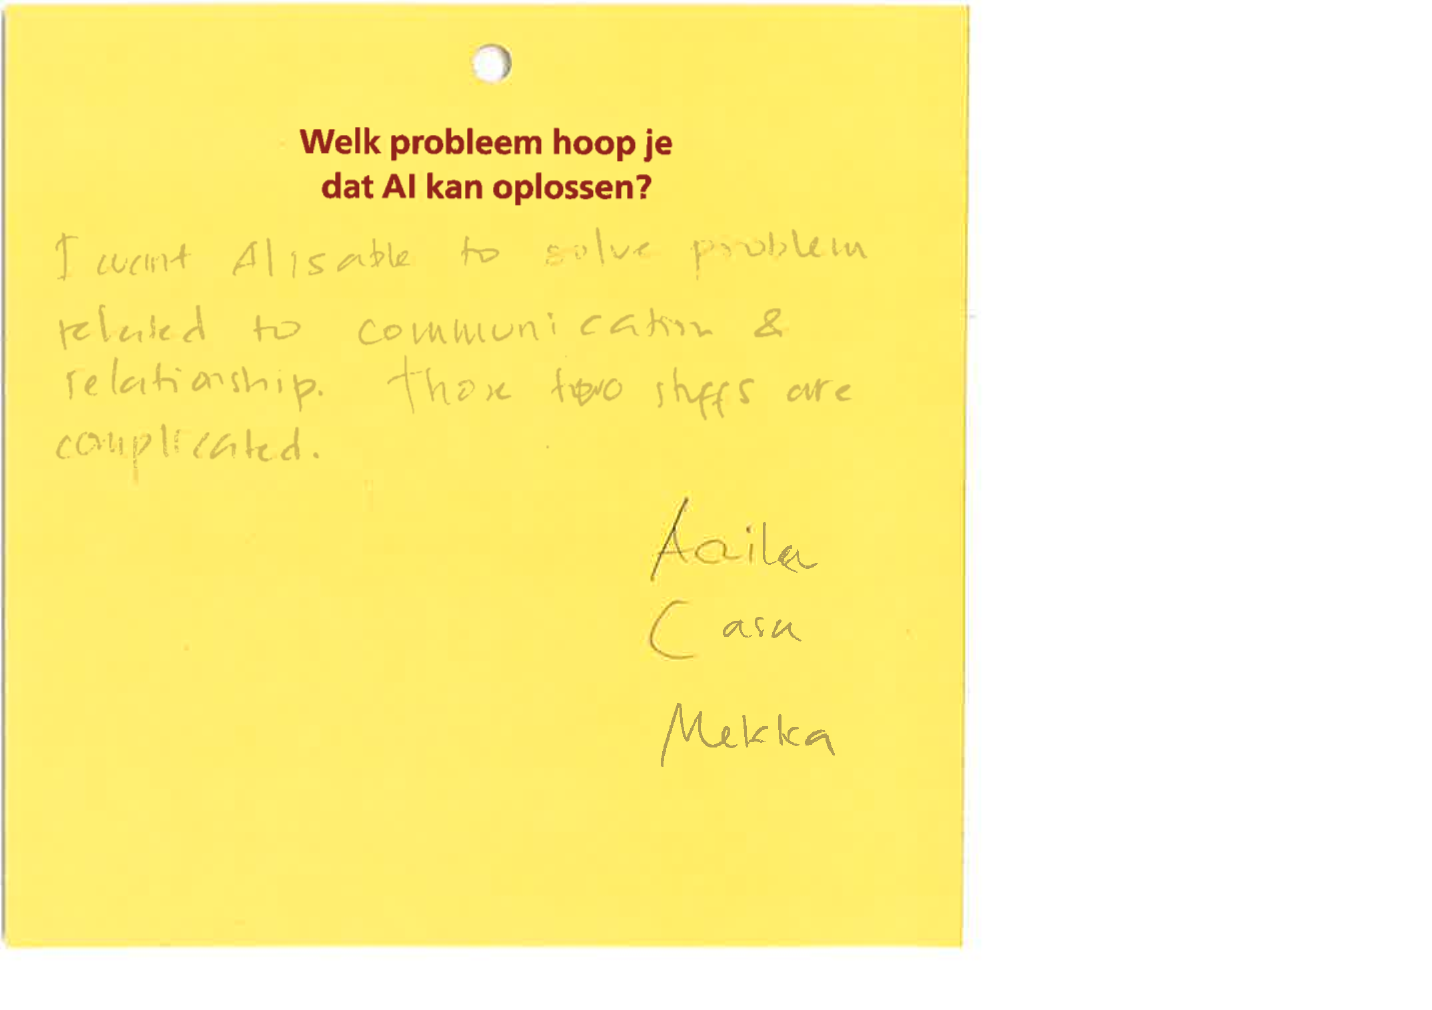 Welk probleem hoop je
dat AI kan oplossen?
I want AI is able to solve problem
related to communication &
relationship. Those two stuffs are
complicated.
Aaila
Casa
Mekka